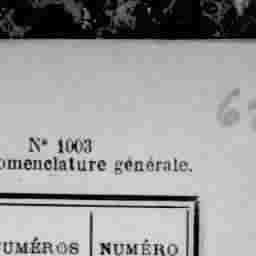 N° 1003
omenclature générale.
UMÉROS NUMÉRO